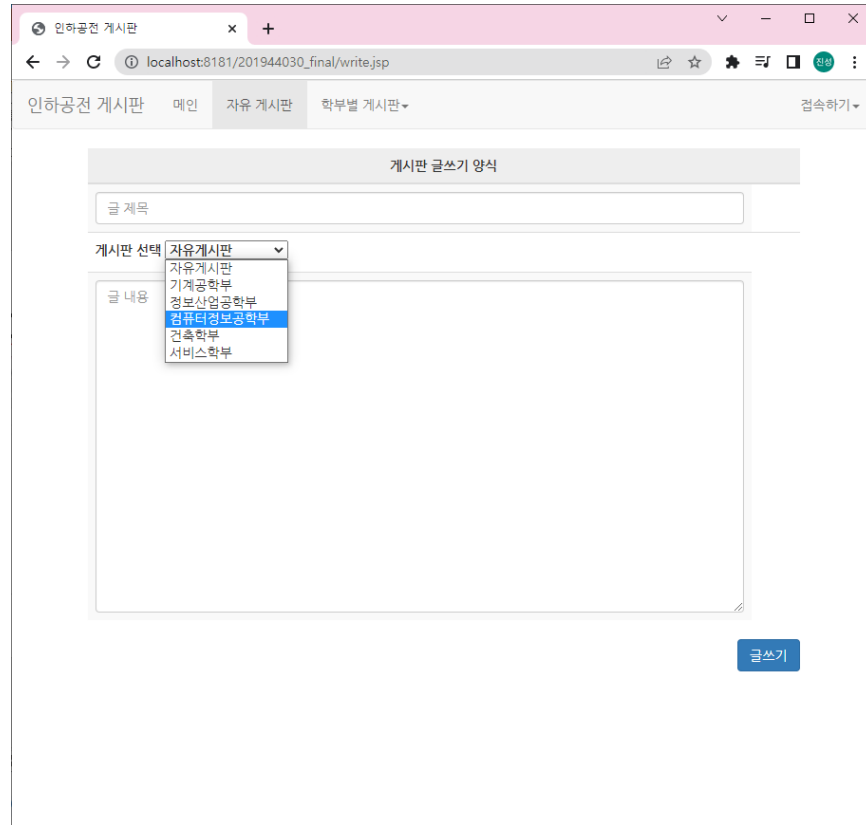 인하공전 게시판
localhost:8181/201944030_final/write.jsp
진성
인하공전 게시판 메인 자유 게시판 학부별 게시판 접속하기
게시판 글쓰기 양식
글 제목
게시판 선택 자유게시판
자유게시판
기계공학부
정보산업공학부
컴퓨터정보공학부
건축학부
서비스학부
글 내용
글쓰기